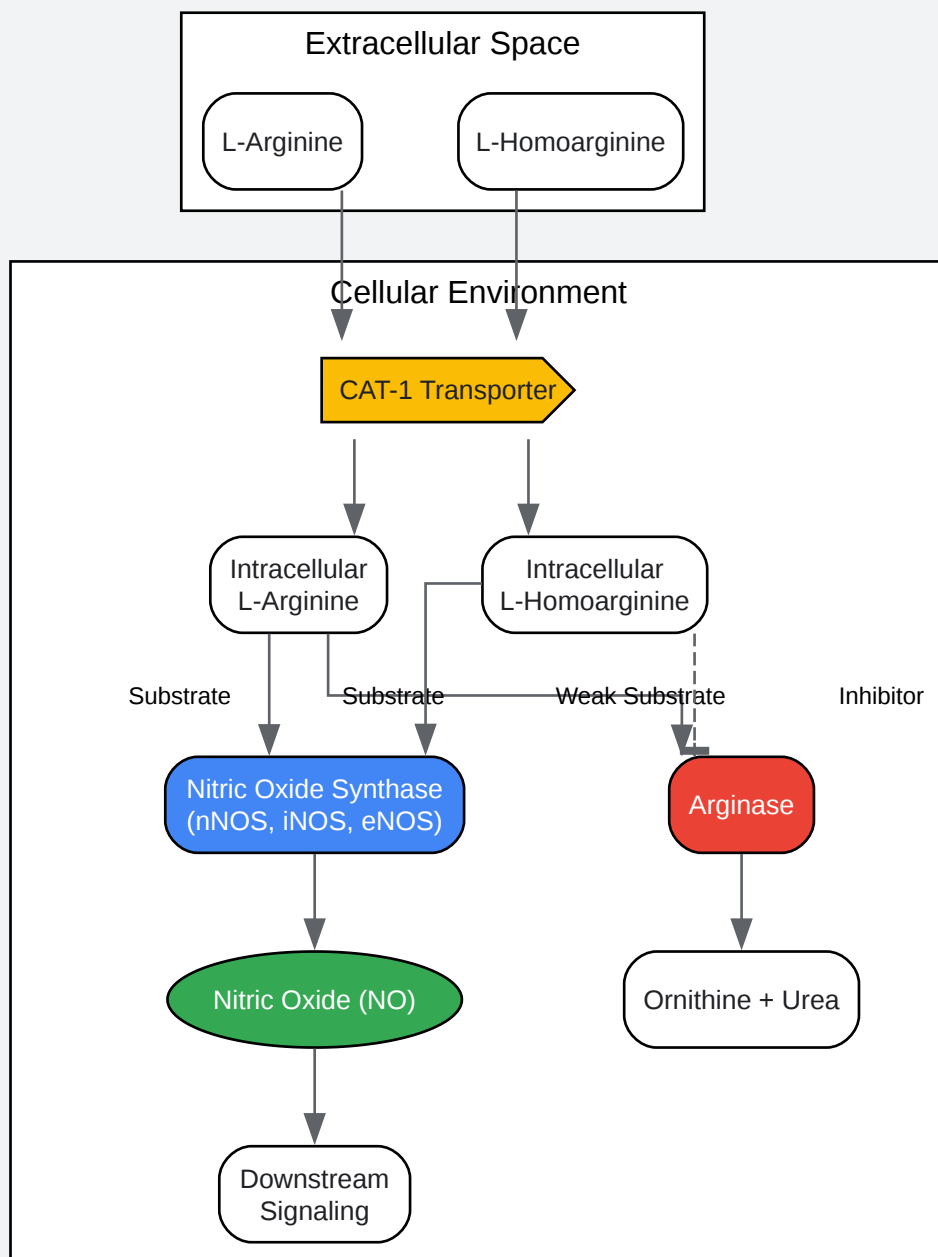 Extracellular Space
L-Arginine
L-Homoarginine
Cellular Environment
CAT-1 Transporter
Intracellular
L-Arginine
Intracellular
L-Homoarginine
Substrate
Substrate
Weak Substrate
Inhibitor
Nitric Oxide Synthase
(nNOS, iNOS, eNOS)
Arginase
Nitric Oxide (NO)
Ornithine + Urea
Downstream
Signaling